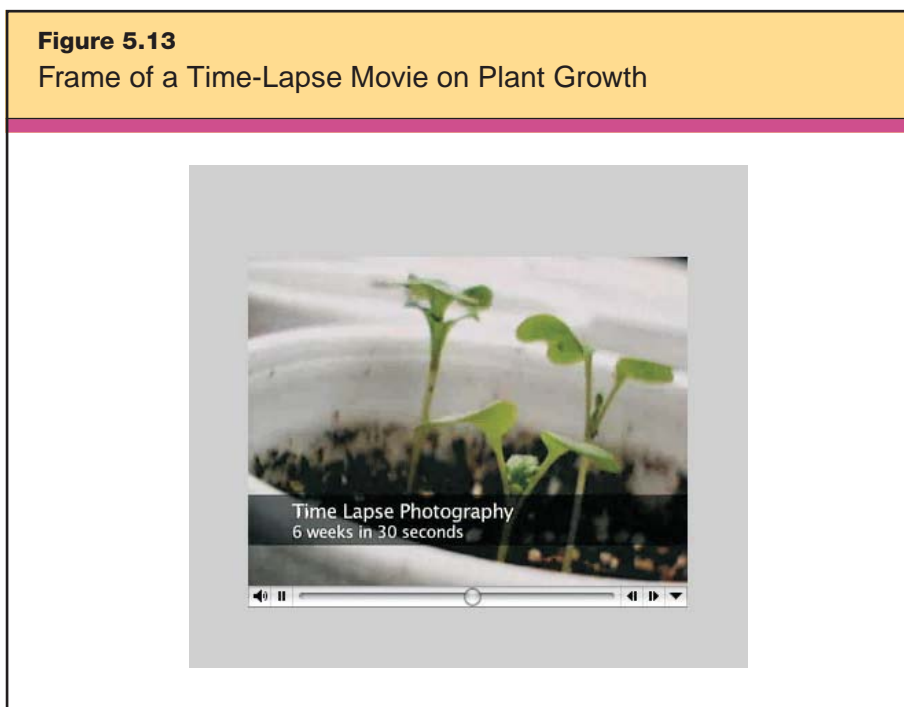 Figure 5.13
Frame of a Time-Lapse Movie on Plant Growth
Time Lapse Photography
6 weeks in 30 seconds